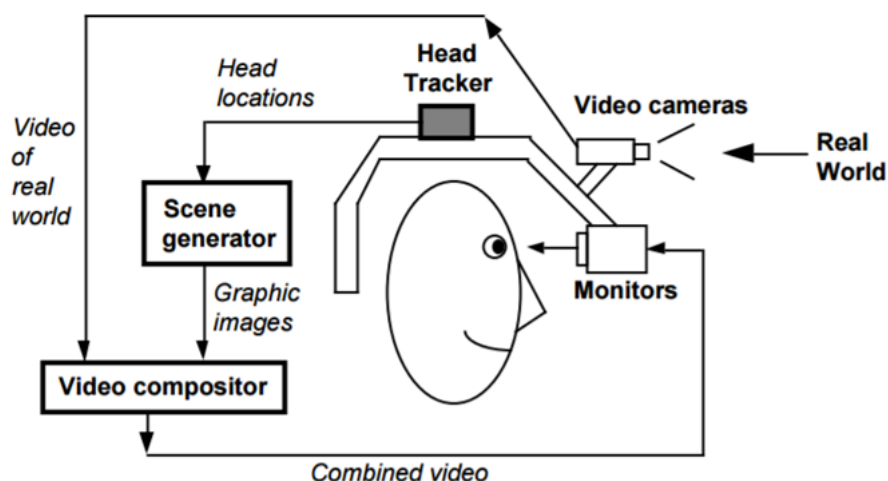 Head
Tracker
Head
locations
Video cameras
Real
World
Video
of
real
world
Scene
generator
Monitors
Graphic
images
Video compositor
Combined video